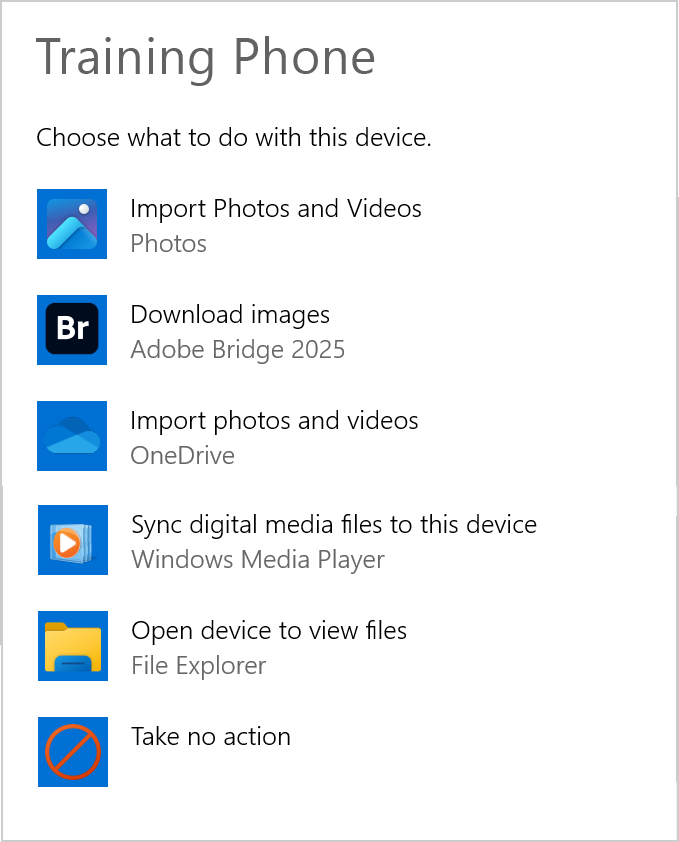 Training Phone
Choose what to do with this device.
Import Photos and Videos
Photos
Br
Download images
Adobe Bridge 2025
Import photos and videos
OneDrive
Sync digital media files to this device
Windows Media Player
Open device to view files
File Explorer
Take no action